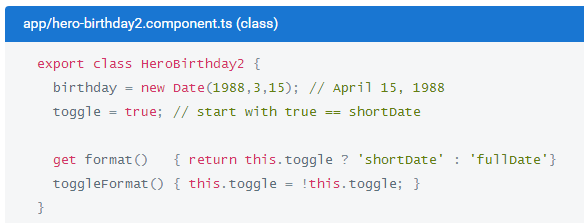 app/hero-birthday2.component.ts (class)
export class HeroBirthday2 {
  birthday = new Date(1988,3,15); // April 15, 1988
  toggle = true; // start with true == shortDate

  get format()   { return this.toggle ? 'shortDate' : 'fullDate'}
  toggleFormat() { this.toggle = !this.toggle; }
}